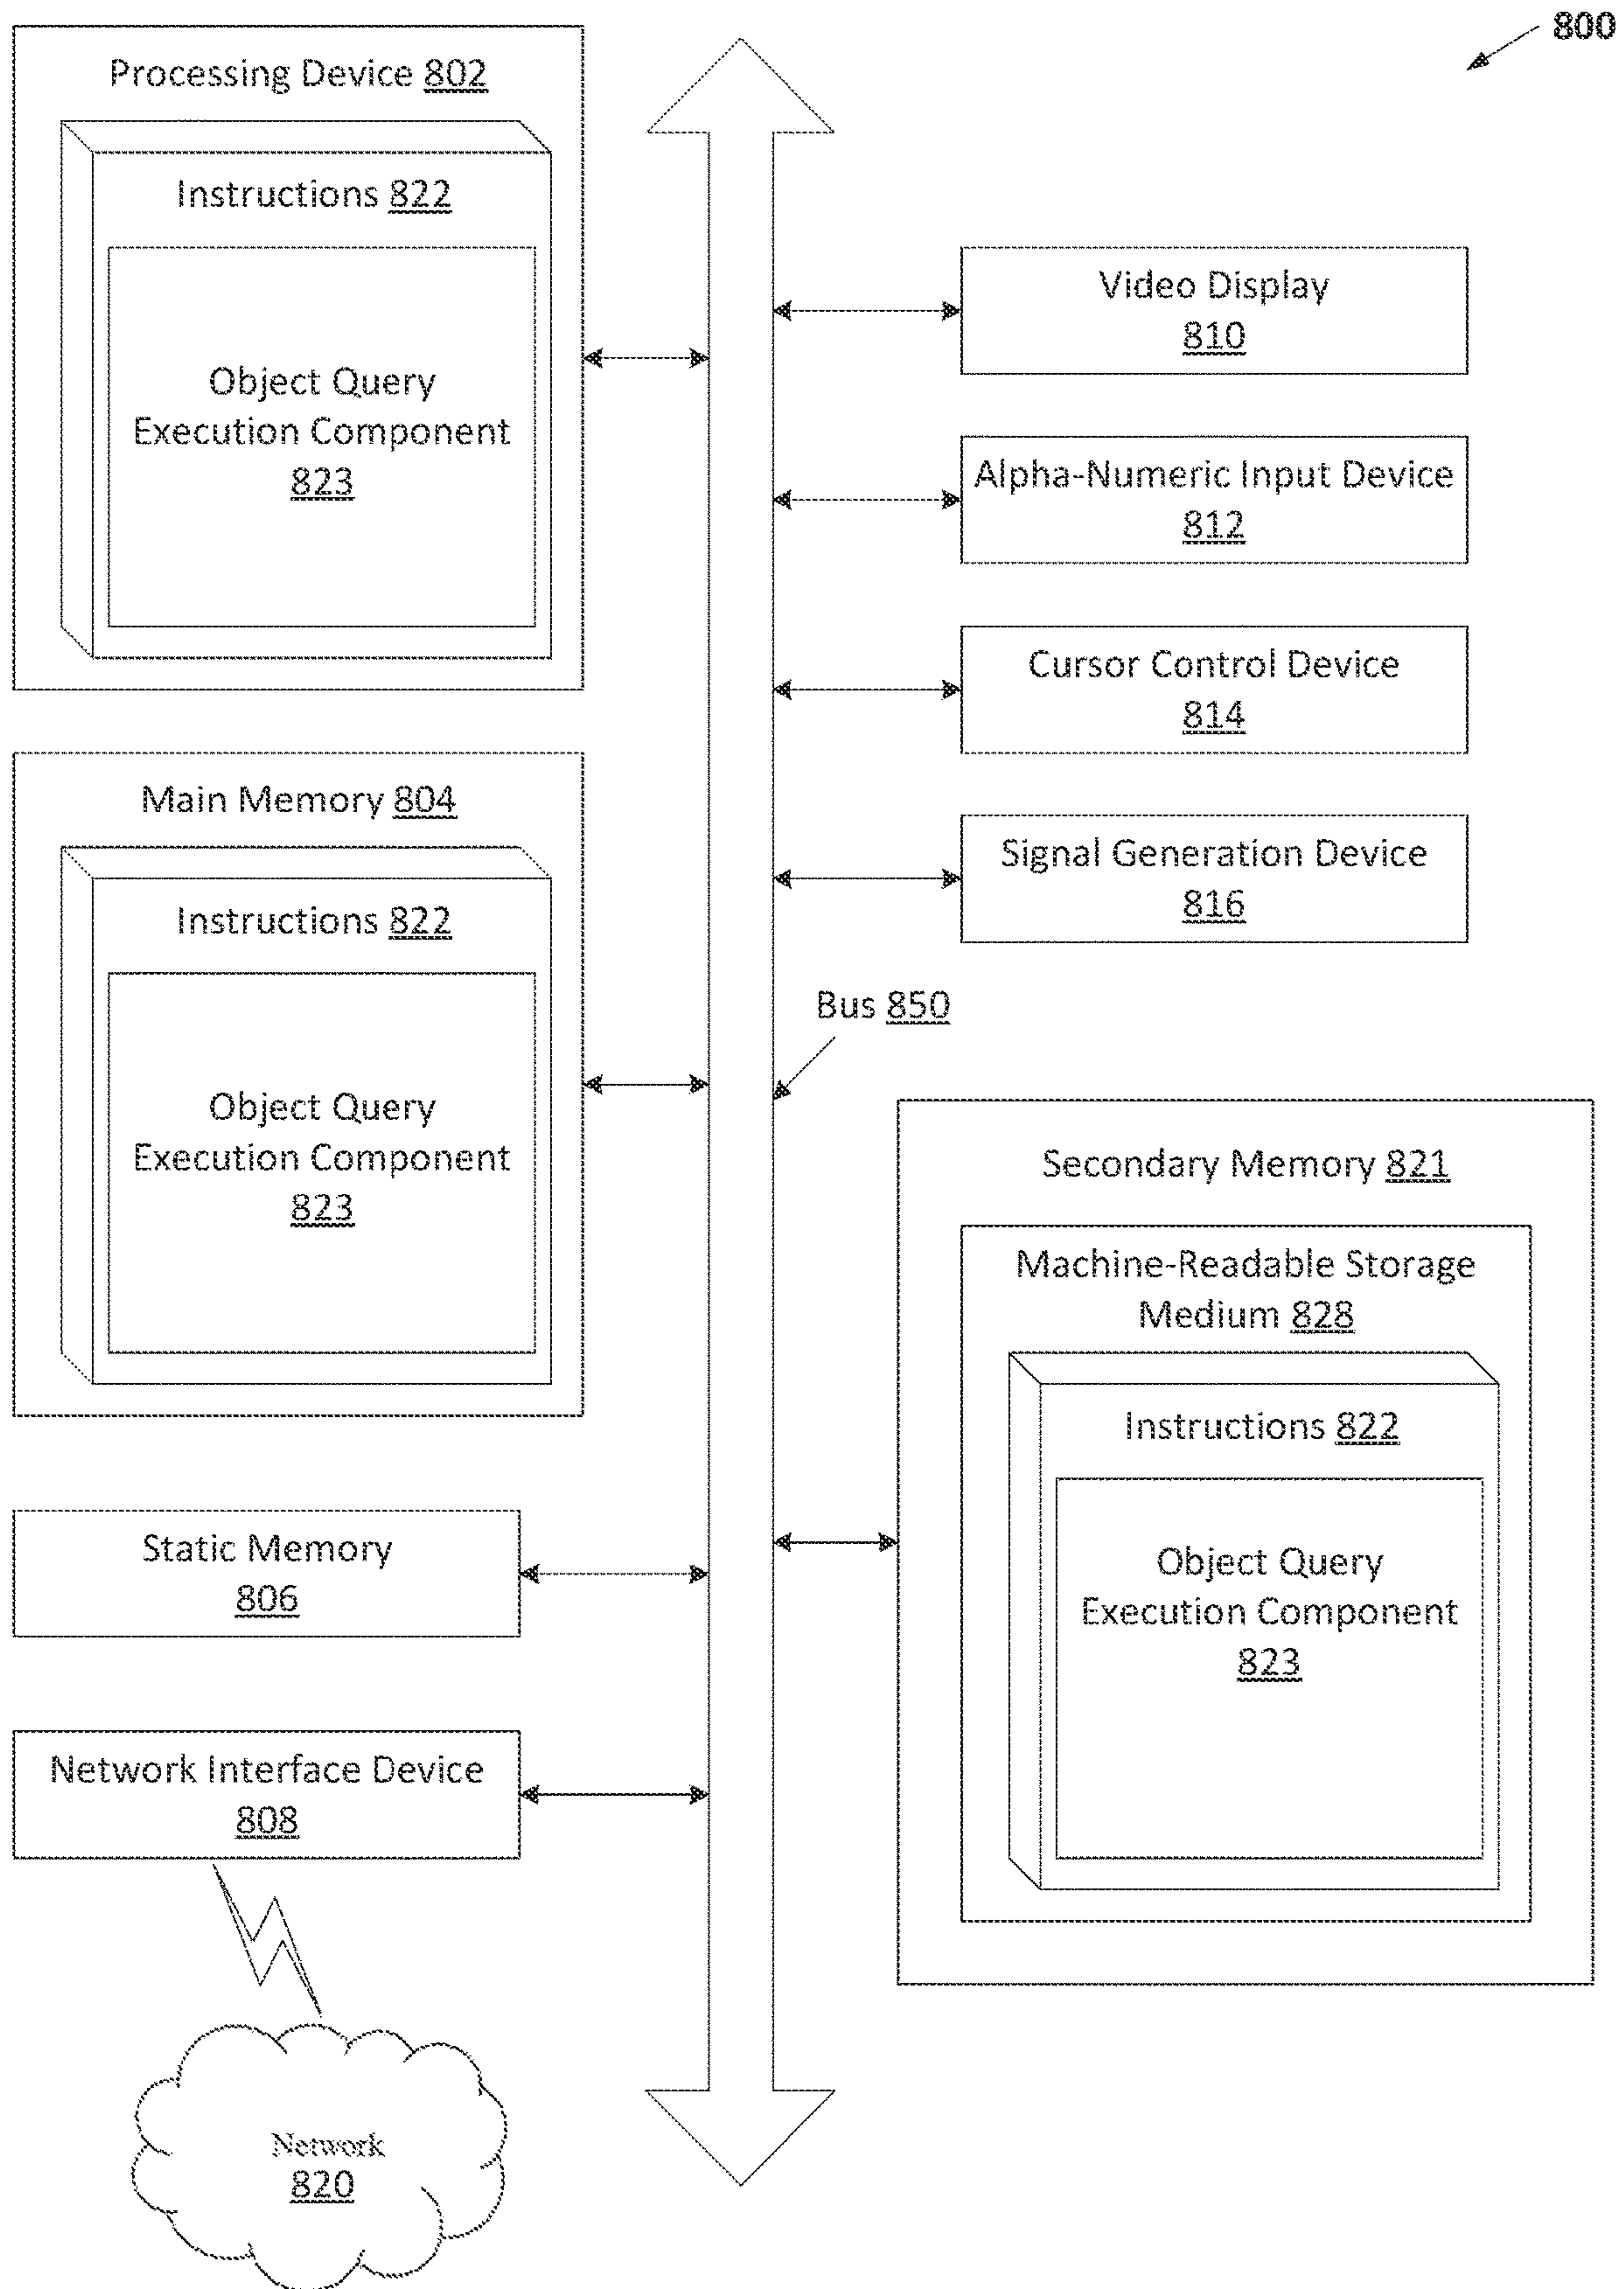 800
Processing Device 802
Instructions 822
Object Query
Execution Component
823
Video Display
810
Alpha-Numeric Input Device
812
Cursor Control Device
814
Signal Generation Device
816
Main Memory 804
Instructions 822
Object Query
Execution Component
823
Bus 850
Secondary Memory 821
Machine-Readable Storage
Medium 828
Instructions 822
Object Query
Execution Component
823
Static Memory
806
Network Interface Device
808
Network
820